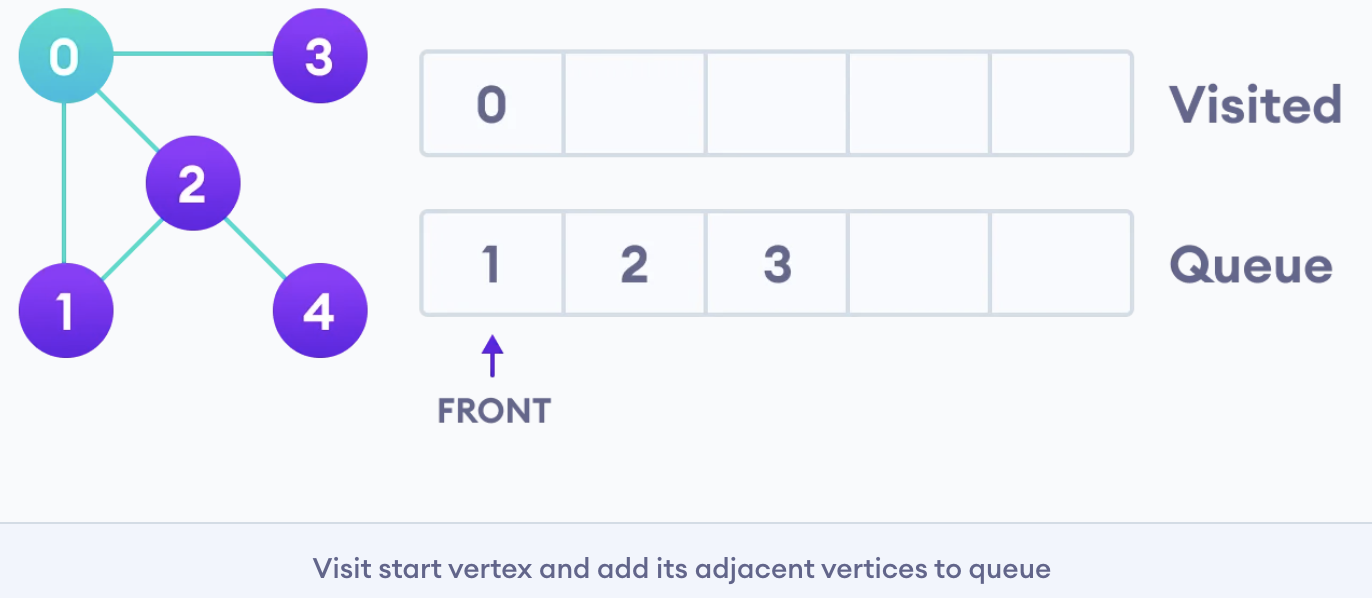 0 3
0 Visited
2
1 2 3 Queue
1 4
FRONT
Visit start vertex and add its adjacent vertices to queue